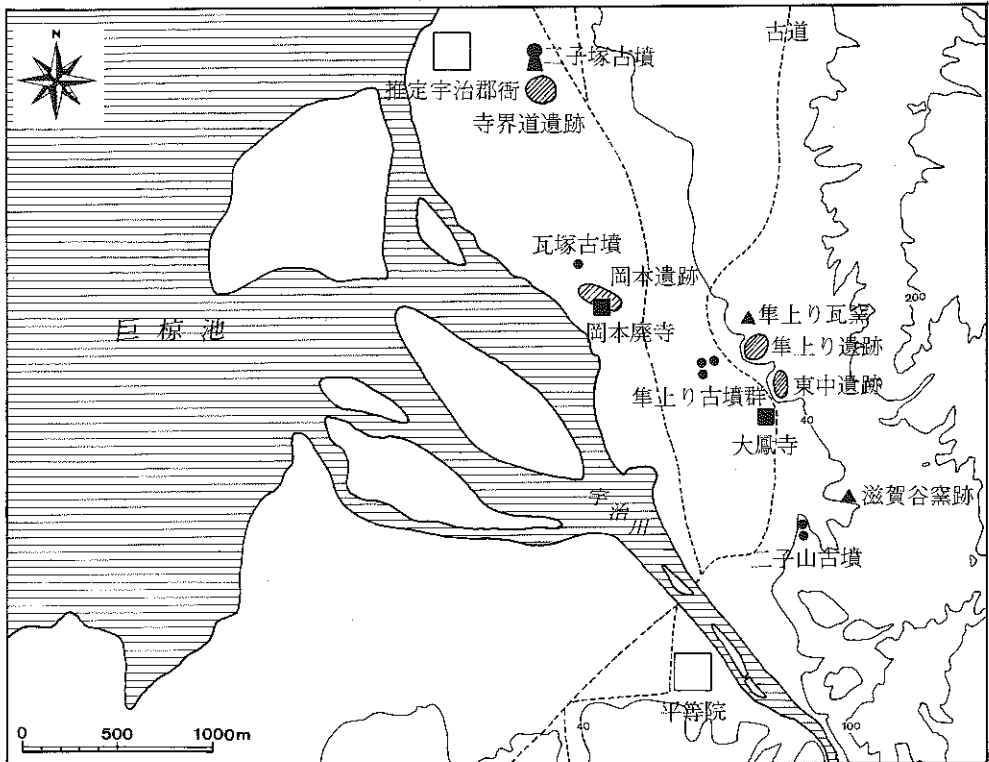 N
古道
二子塚古墳
推定宇治郡衙
寺界道遺跡
瓦塚古墳
岡本遺跡
岡本廃寺
200
隼上り瓦窯
隼上り遺跡
巨椋池
東中遺跡
隼上り古墳群
40
大鳳寺
滋賀谷窯跡
宇治川
二子山古墳
平等院
40
100
0 500 1000m